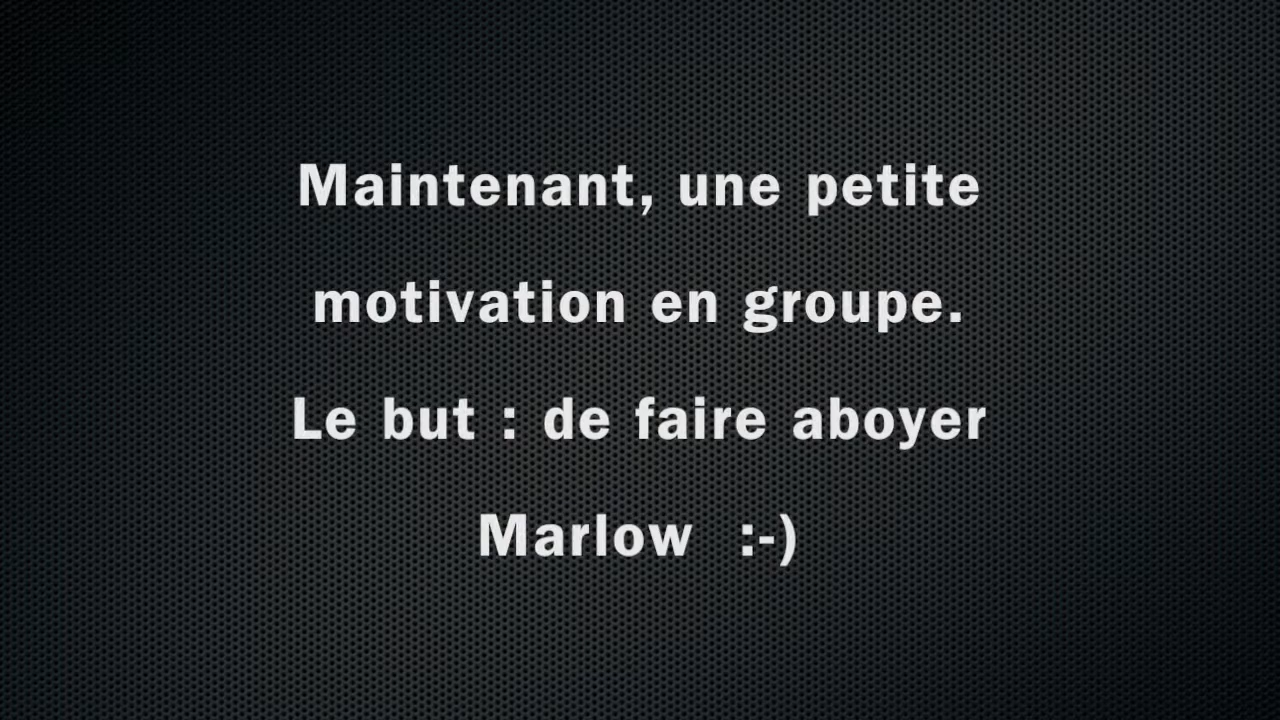 Maintenant, une petite
motivation en groupe.
Le but : de faire aboyer
Marlow :-)